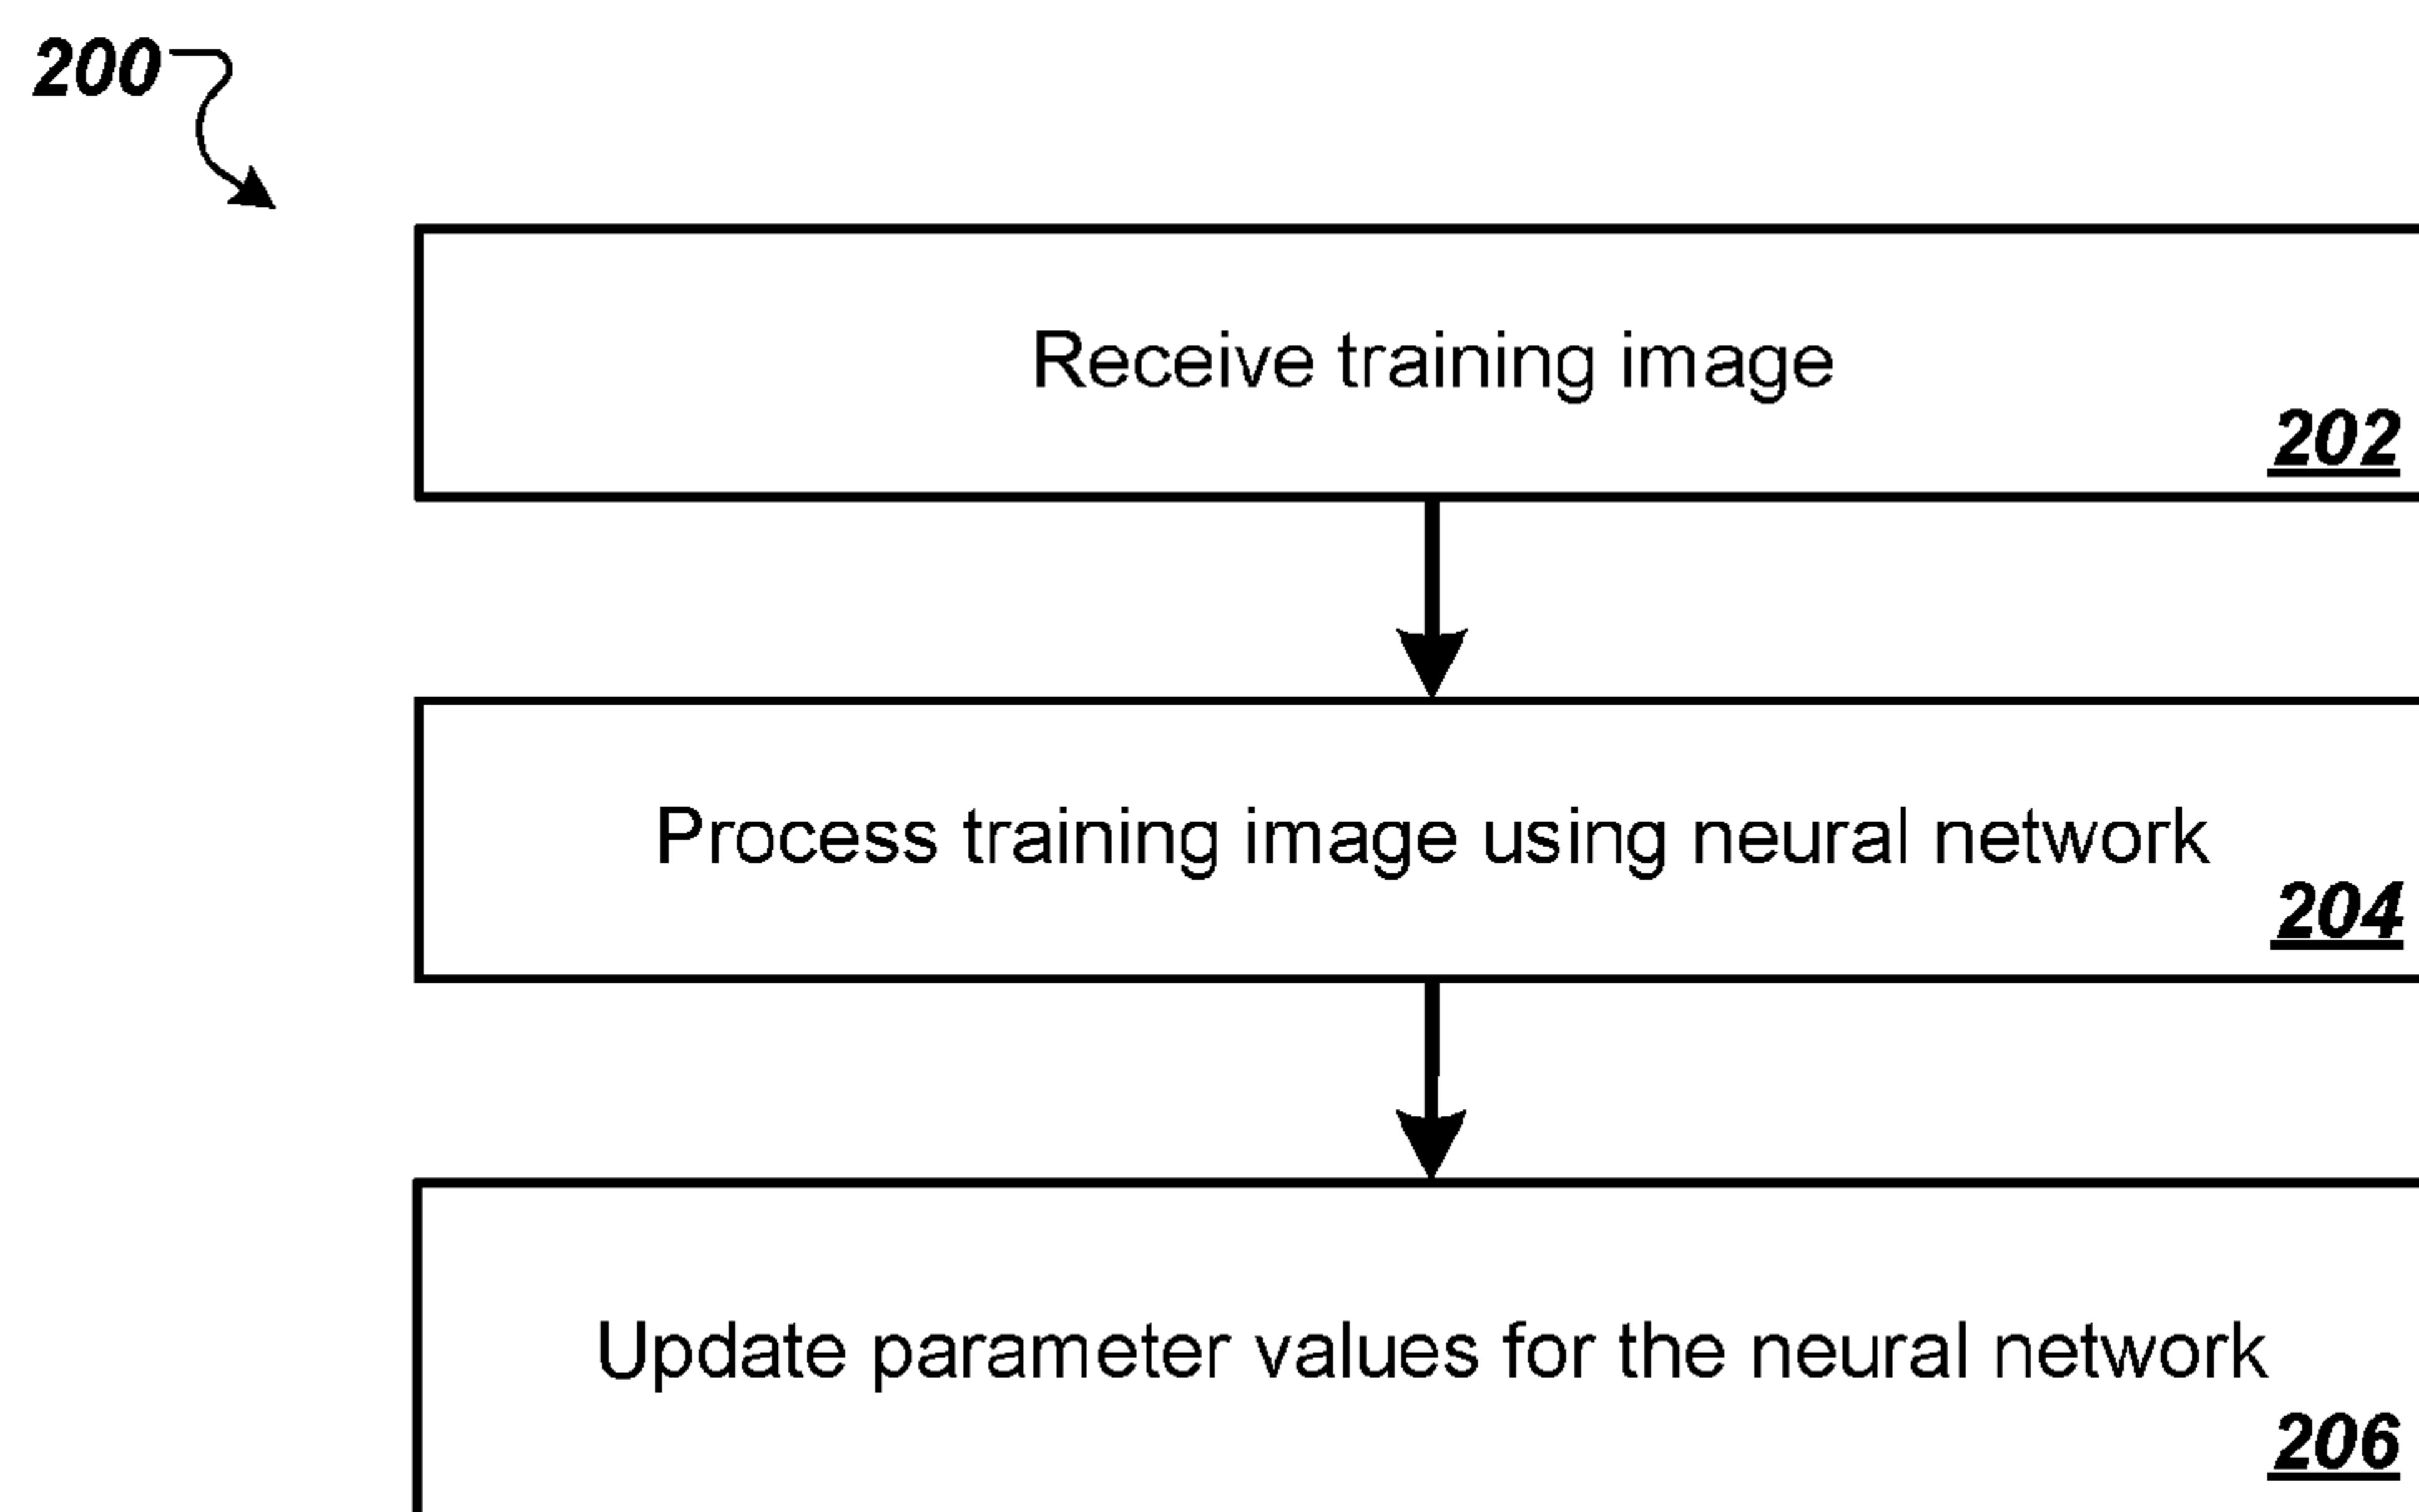 200
Receive training image
202
Process training image using neural network
204
Update parameter values for the neural network
206